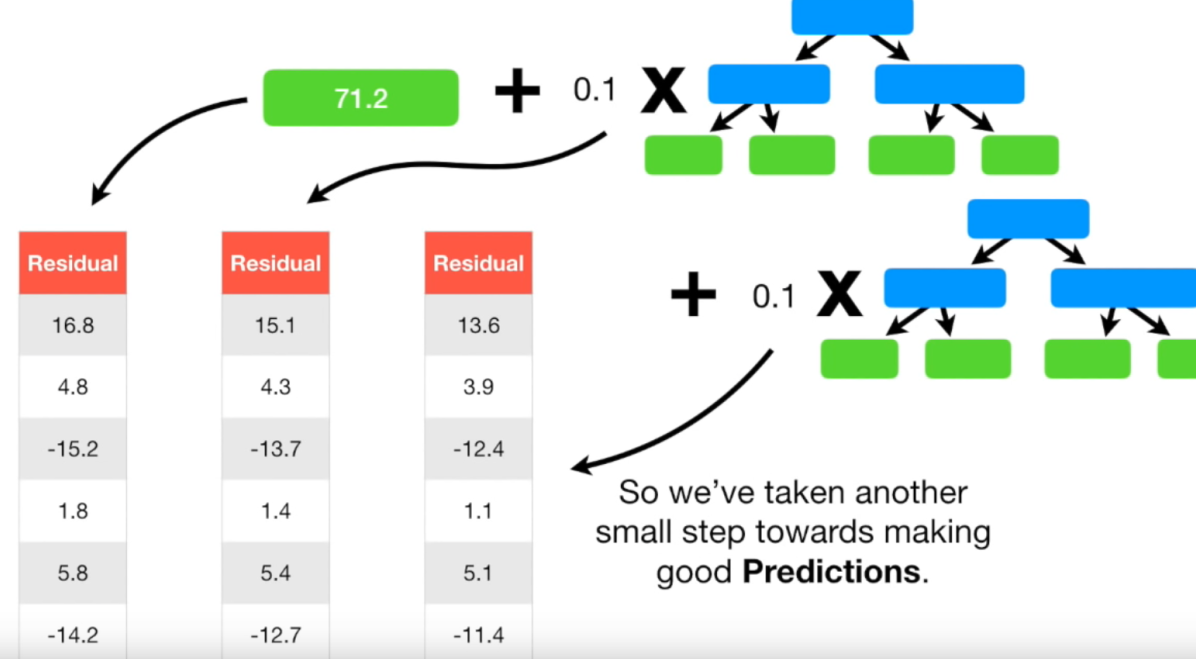 71.2 + 0.1 X
+ 0.1 X
Residual Residual Residual
16.8 15.1 13.6
4.8 4.3 3.9
-15.2 -13.7 -12.4
1.8 1.4 1.1
5.8 5.4 5.1
-14.2 -12.7 -11.4
So we’ve taken another
small step towards making
good Predictions.